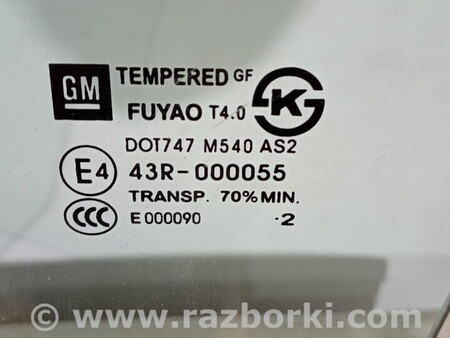 GM TEMPERED GF
FUYAO T4.0
K S
DOT747 M540 AS2
E4 43R-000055
TRANSP. 70% MIN.
CCC E000090 .2
© www.razborki.com